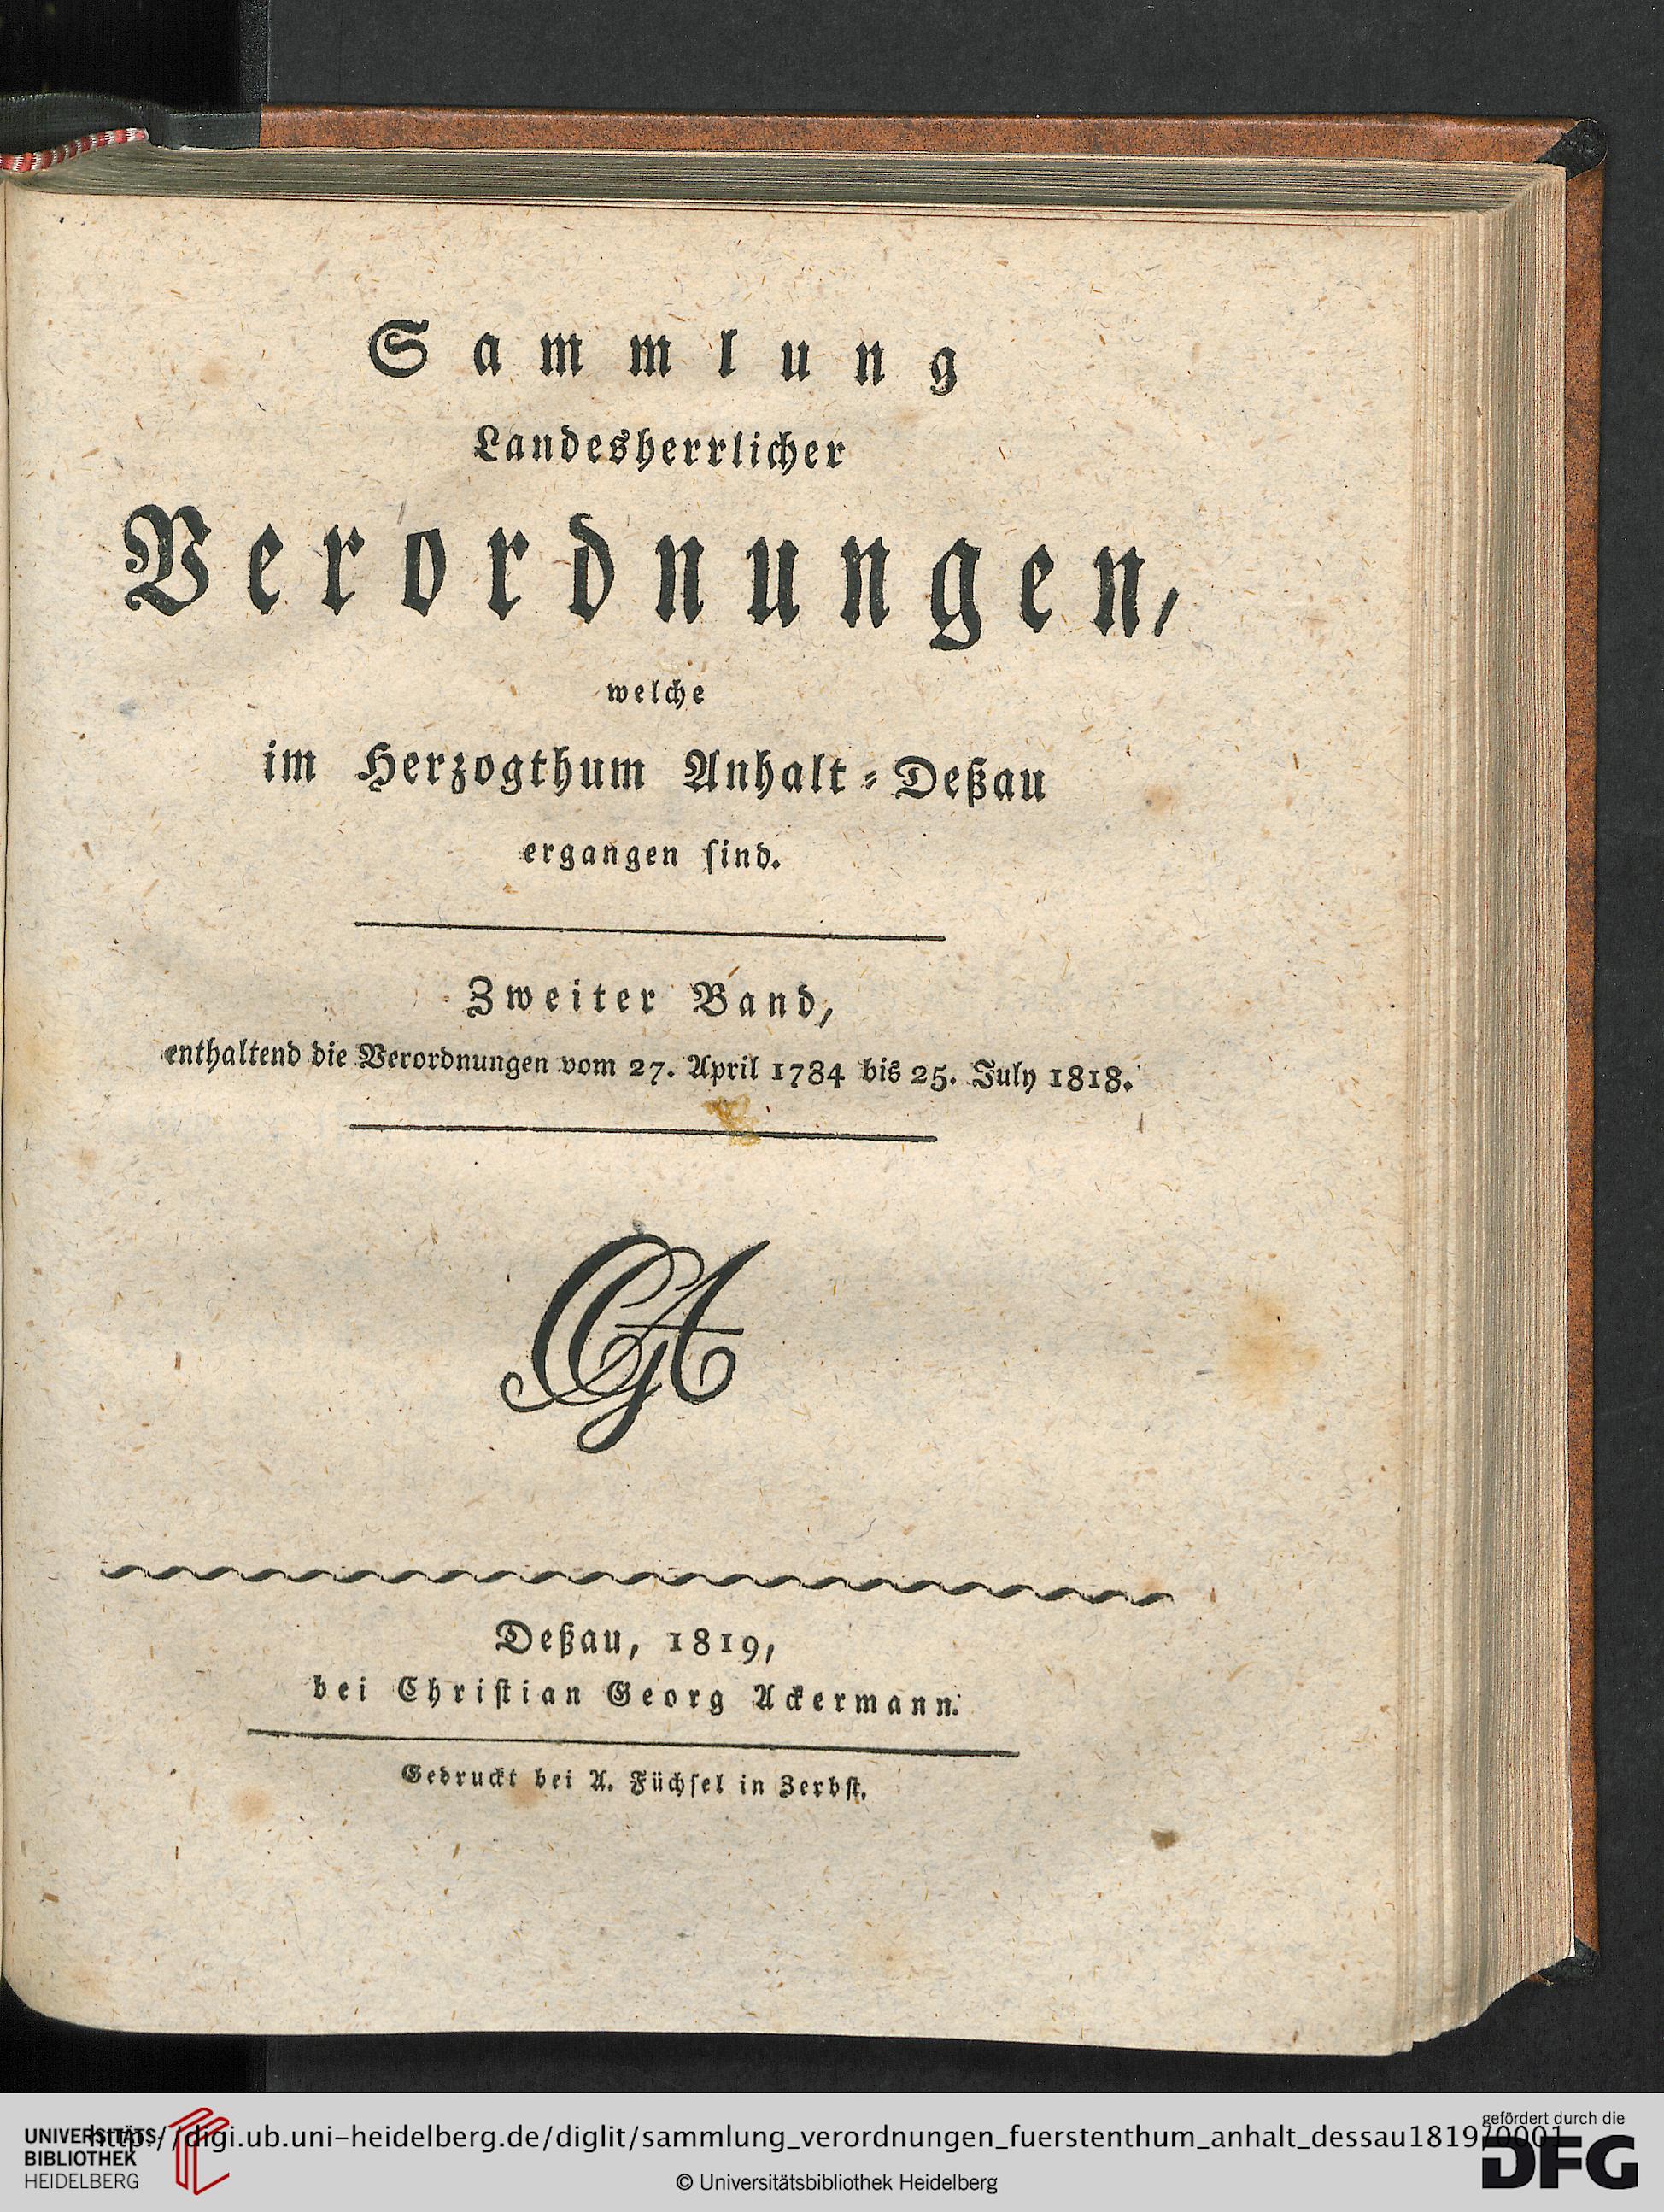 Sammlung
Landesherrlicher
Verordnungen,
welche
im Herzogthum Anhalt=Deßau
ergangen sind.
Zweiter Band,
enthaltend die Verordnungen vom 27. April 1784 bis 25. July 1818.
CGA
Deßau, 1819,
bei Christian Georg Ackermann.
Gedruckt bei A. Füchsel in Zerbst.
UNIVERSITÄTS-
BIBLIOTHEK
HEIDELBERG
http://digi.ub.uni-heidelberg.de/diglit/sammlung_verordnungen_fuerstenthum_anhalt_dessau1819/0001
© Universitätsbibliothek Heidelberg
gefördert durch die
DFG